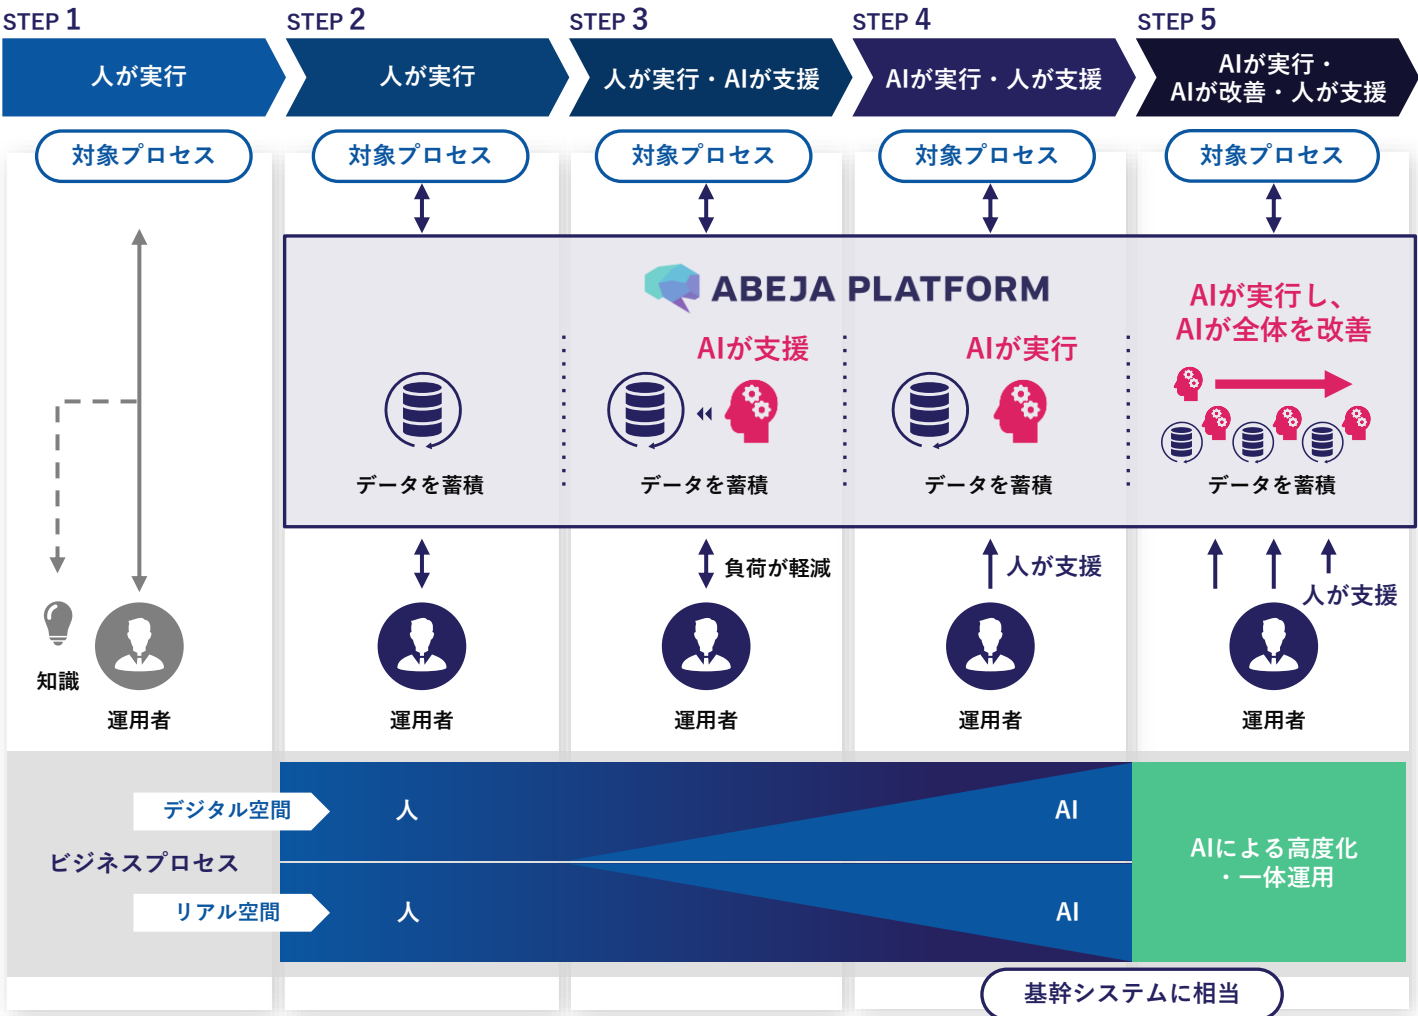 STEP 1
STEP 2
STEP 3
STEP 4
STEP 5
人が実行
人が実行
人が実行・AIが支援
AIが実行・人が支援
AIが実行・
AIが改善・人が支援
対象プロセス
対象プロセス
対象プロセス
対象プロセス
対象プロセス
ABEJA PLATFORM
AIが支援
AIが実行
AIが実行し、
AIが全体を改善
データを蓄積
データを蓄積
データを蓄積
データを蓄積
負荷が軽減
人が支援
人が支援
知識
運用者
運用者
運用者
運用者
運用者
ビジネスプロセス
デジタル空間
人
AI
リアル空間
人
AI
AIによる高度化
・一体運用
基幹システムに相当